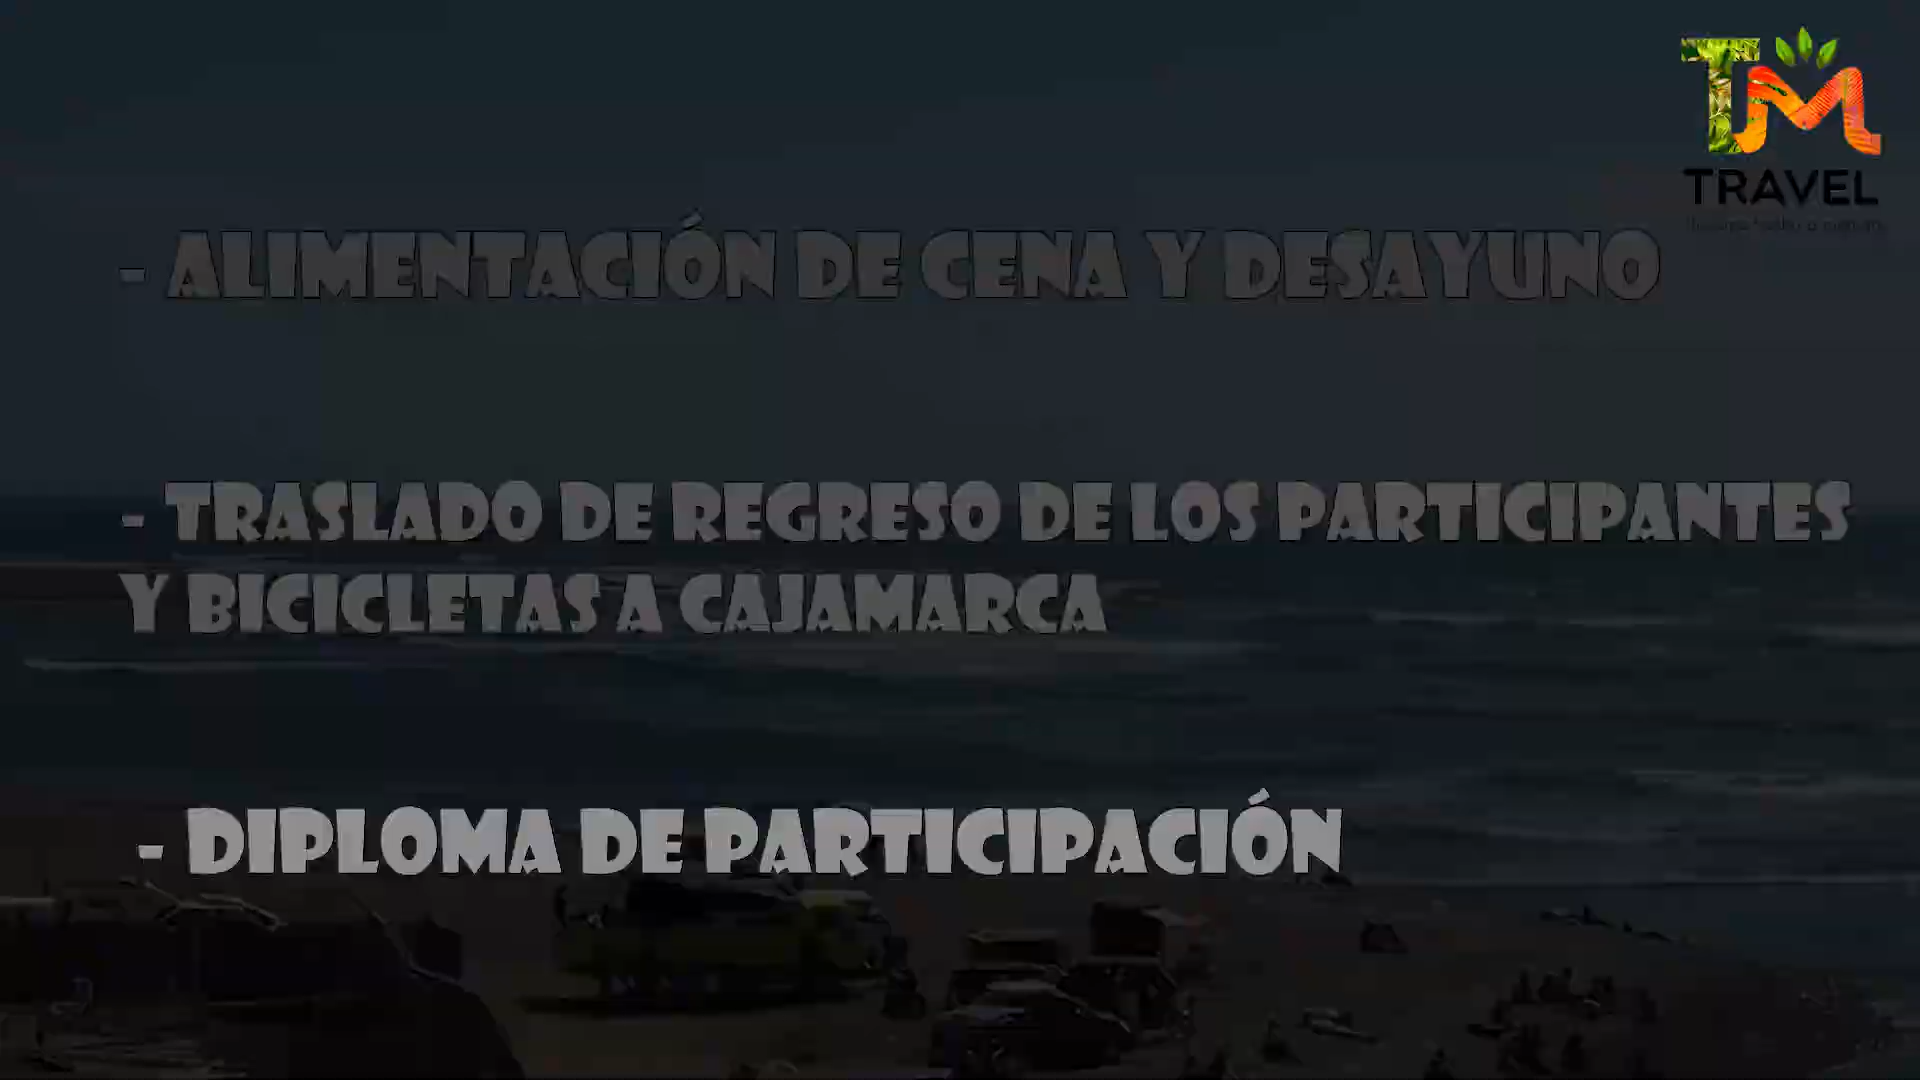 TM
TRAVEL
- ALIMENTACIÓN DE CENA Y DESAYUNO
- TRASLADO DE REGRESO DE LOS PARTICIPANTES
Y BICICLETAS A CAJAMARCA
- DIPLOMA DE PARTICIPACIÓN